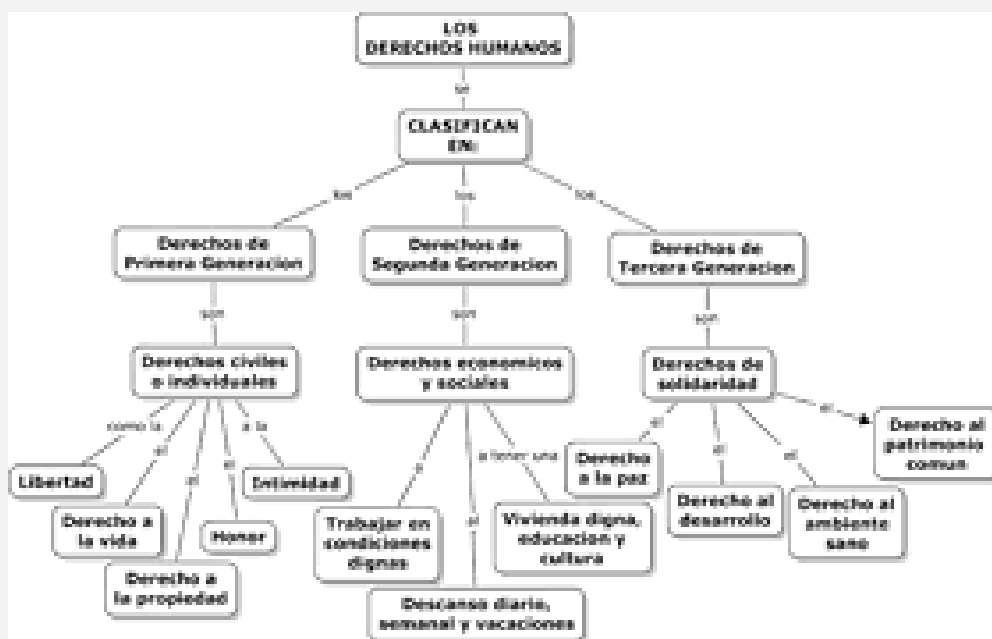 LOS
DERECHOS HUMANOS
se
CLASIFICAN
EN:
los
los
los
Derechos de
Primera Generacion
Derechos de
Segunda Generacion
Derechos de
Tercera Generacion
son
son
son
Derechos civiles
o individuales
Derechos economicos
y sociales
Derechos de
solidaridad
como la
el
el
el
a la
Libertad
Derecho a
la vida
Derecho a
la propiedad
Honor
Intimidad
a
el
a tener una
Trabajar en
condiciones
dignas
Descanso diario,
semanal y vacaciones
Vivienda digna,
educacion y
cultura
el
el
el
el
Derecho
a la paz
Derecho al
desarrollo
Derecho al
ambiente
sano
Derecho al
patrimonio
comun